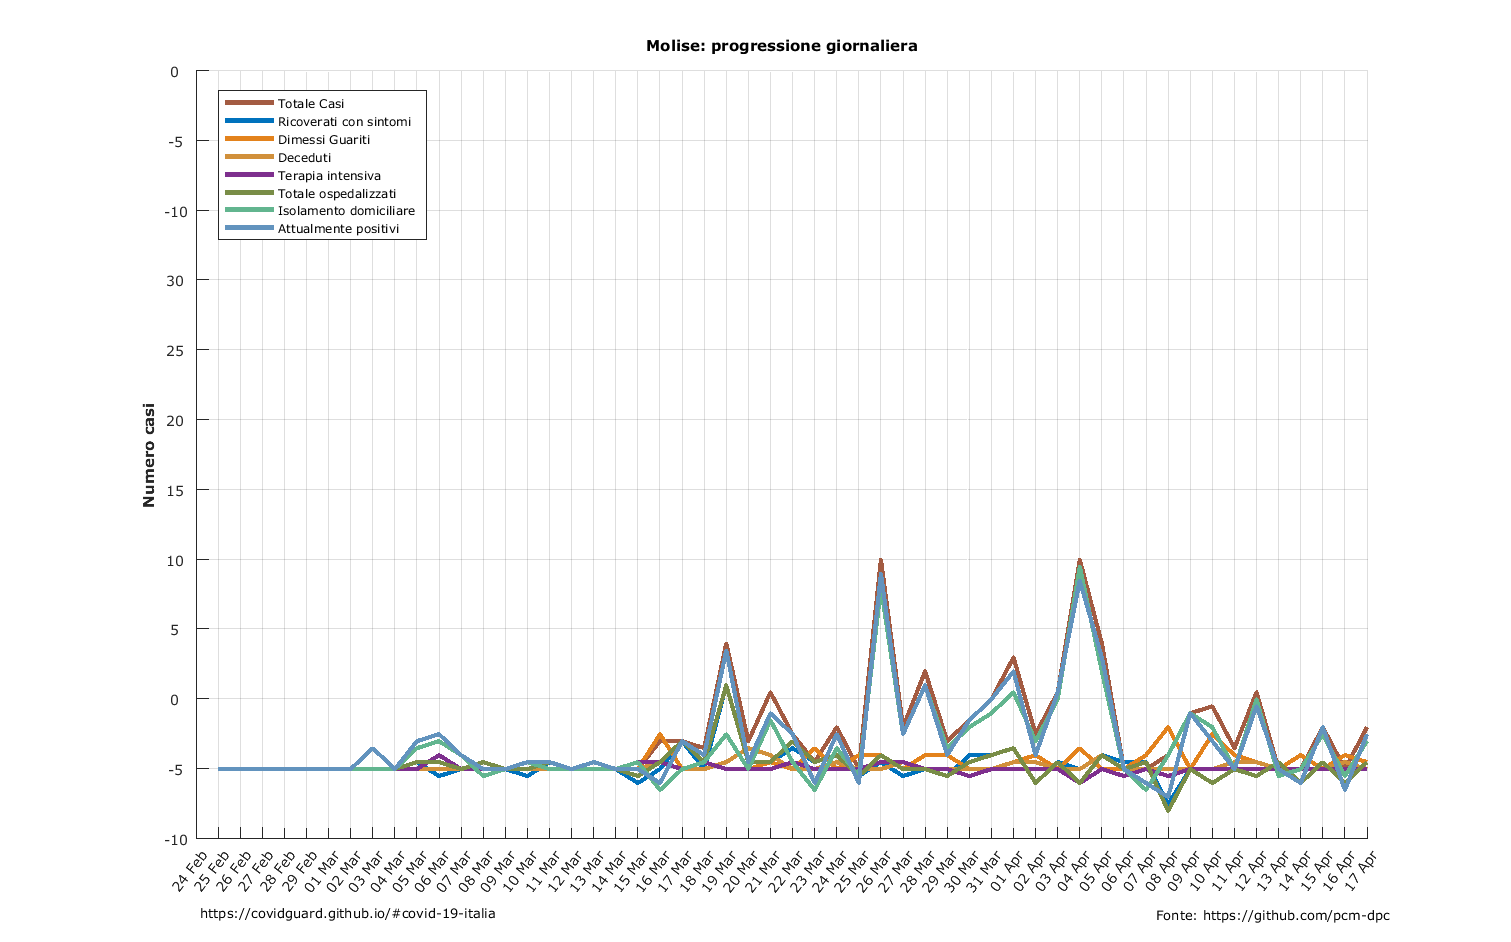 Molise: progressione giornaliera
0
-5
-10
30
25
20
15
10
5
0
-5
-10
Numero casi
Totale Casi
Ricoverati con sintomi
Dimessi Guariti
Deceduti
Terapia intensiva
Totale ospedalizzati
Isolamento domiciliare
Attualmente positivi
24 Feb
25 Feb
26 Feb
27 Feb
28 Feb
29 Feb
01 Mar
02 Mar
03 Mar
04 Mar
05 Mar
06 Mar
07 Mar
08 Mar
09 Mar
10 Mar
11 Mar
12 Mar
13 Mar
14 Mar
15 Mar
16 Mar
17 Mar
18 Mar
19 Mar
20 Mar
21 Mar
22 Mar
23 Mar
24 Mar
25 Mar
26 Mar
27 Mar
28 Mar
29 Mar
30 Mar
31 Mar
01 Apr
02 Apr
03 Apr
04 Apr
05 Apr
06 Apr
07 Apr
08 Apr
09 Apr
10 Apr
11 Apr
12 Apr
13 Apr
14 Apr
15 Apr
16 Apr
17 Apr
https://covidguard.github.io/#covid-19-italia
Fonte: https://github.com/pcm-dpc